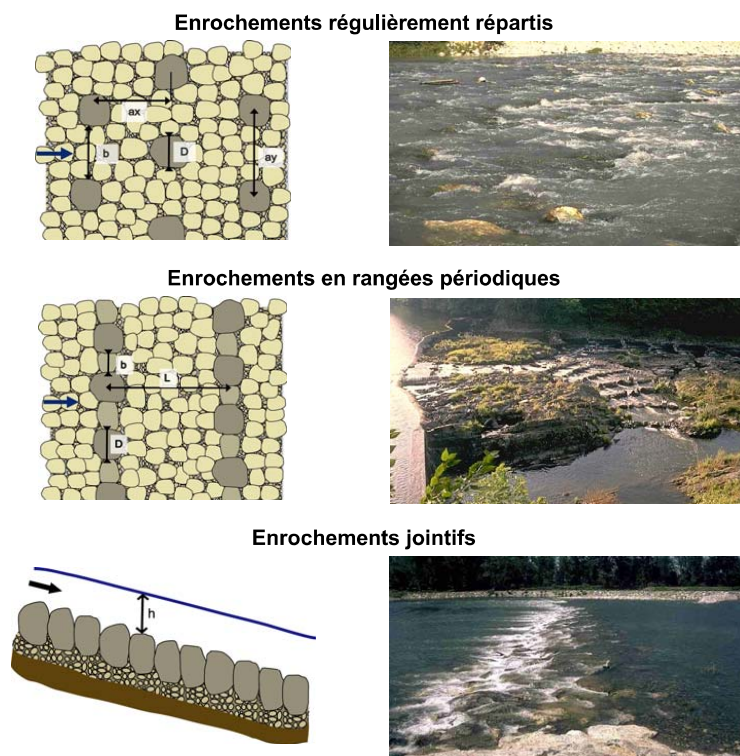 Enrochements régulièrement répartis
ax
b
D
ay
Enrochements en rangées périodiques
b
L
D
Enrochements jointifs
h